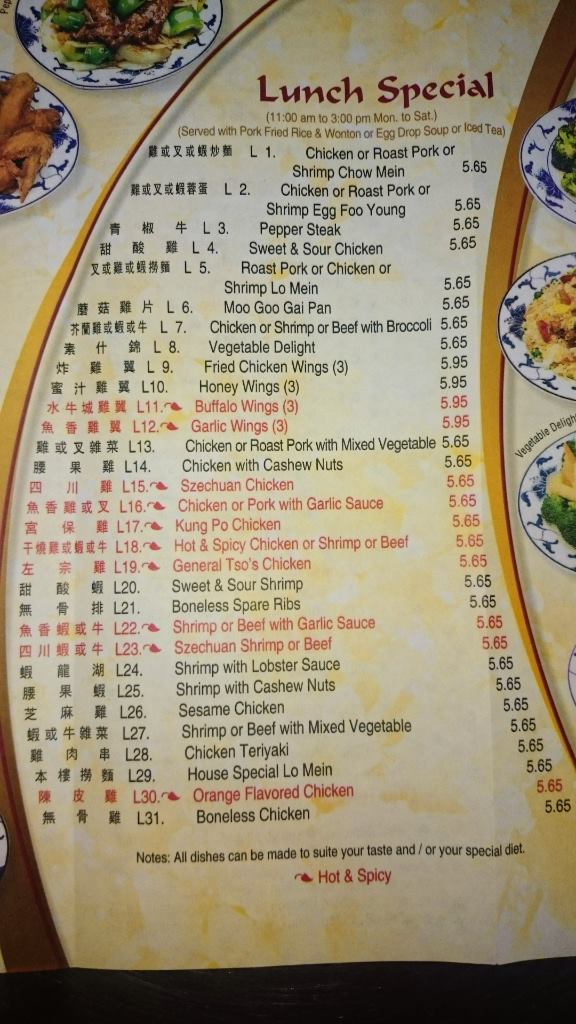 Lunch Special
(11:00 am to 3:00 pm Mon. to Sat.)
(Served with Pork Fried Rice & Wonton or Egg Drop Soup or Iced Tea)
雞或叉或蝦炒麵 L 1. Chicken or Roast Pork or
Shrimp Chow Mein 5.65
雞或叉或蝦蓉蛋 L 2. Chicken or Roast Pork or
Shrimp Egg Foo Young 5.65
青椒牛 L 3. Pepper Steak 5.65
甜酸雞 L 4. Sweet & Sour Chicken 5.65
叉或雞或蝦撈麵 L 5. Roast Pork or Chicken or
Shrimp Lo Mein 5.65
蘑菇雞片 L 6. Moo Goo Gai Pan 5.65
芥蘭雞或蝦或牛 L 7. Chicken or Shrimp or Beef with Broccoli 5.65
素什錦 L 8. Vegetable Delight 5.65
炸雞翼 L 9. Fried Chicken Wings (3) 5.95
蜜汁雞翼 L10. Honey Wings (3) 5.95
水牛城雞翼 L11. Buffalo Wings (3) 5.95
魚香雞翼 L12. Garlic Wings (3) 5.95
雞或叉雜菜 L13. Chicken or Roast Pork with Mixed Vegetable 5.65
腰果雞 L14. Chicken with Cashew Nuts 5.65
四川雞 L15. Szechuan Chicken 5.65
魚香雞或叉 L16. Chicken or Pork with Garlic Sauce 5.65
宮保雞 L17. Kung Po Chicken 5.65
干燒雞或蝦或牛 L18. Hot & Spicy Chicken or Shrimp or Beef 5.65
左宗雞 L19. General Tso's Chicken 5.65
甜酸蝦 L20. Sweet & Sour Shrimp 5.65
無骨排 L21. Boneless Spare Ribs 5.65
魚香蝦或牛 L22. Shrimp or Beef with Garlic Sauce 5.65
四川蝦或牛 L23. Szechuan Shrimp or Beef 5.65
蝦龍湖 L24. Shrimp with Lobster Sauce 5.65
腰果蝦 L25. Shrimp with Cashew Nuts 5.65
芝麻雞 L26. Sesame Chicken 5.65
蝦或牛雜菜 L27. Shrimp or Beef with Mixed Vegetable 5.65
雞肉串 L28. Chicken Teriyaki 5.65
本樓撈麵 L29. House Special Lo Mein 5.65
陳皮雞 L30. Orange Flavored Chicken 5.65
無骨雞 L31. Boneless Chicken 5.65
Notes: All dishes can be made to suite your taste and / or your special diet.
Hot & Spicy